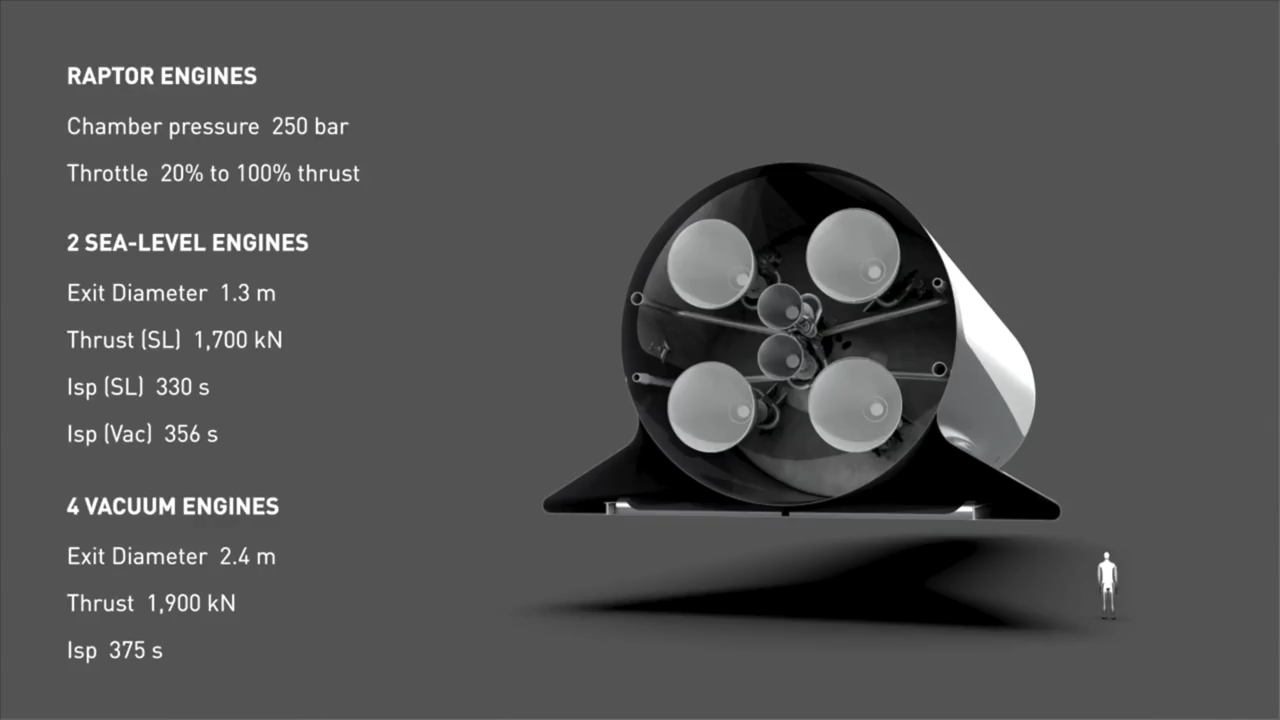 RAPTOR ENGINES
Chamber pressure 250 bar
Throttle 20% to 100% thrust
2 SEA-LEVEL ENGINES
Exit Diameter 1.3 m
Thrust (SL) 1,700 kN
Isp (SL) 330 s
Isp (Vac) 356 s
4 VACUUM ENGINES
Exit Diameter 2.4 m
Thrust 1,900 kN
Isp 375 s